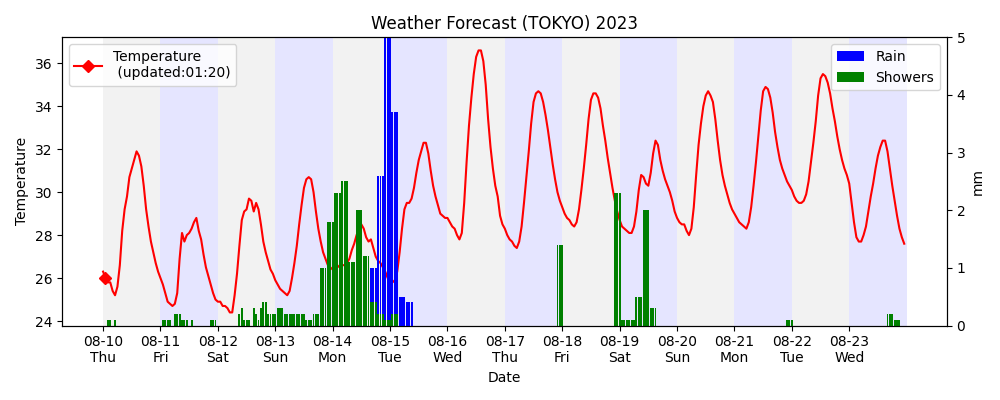 Weather Forecast (TOKYO) 2023
Temperature
(updated:01:20)
Rain
Showers
Temperature
36
34
32
30
28
26
24
5
4
3
2
1
0
mm
08-10 08-11 08-12 08-13 08-14 08-15 08-16 08-17 08-18 08-19 08-20 08-21 08-22 08-23
Thu Fri Sat Sun Mon Tue Wed Thu Fri Sat Sun Mon Tue Wed
Date